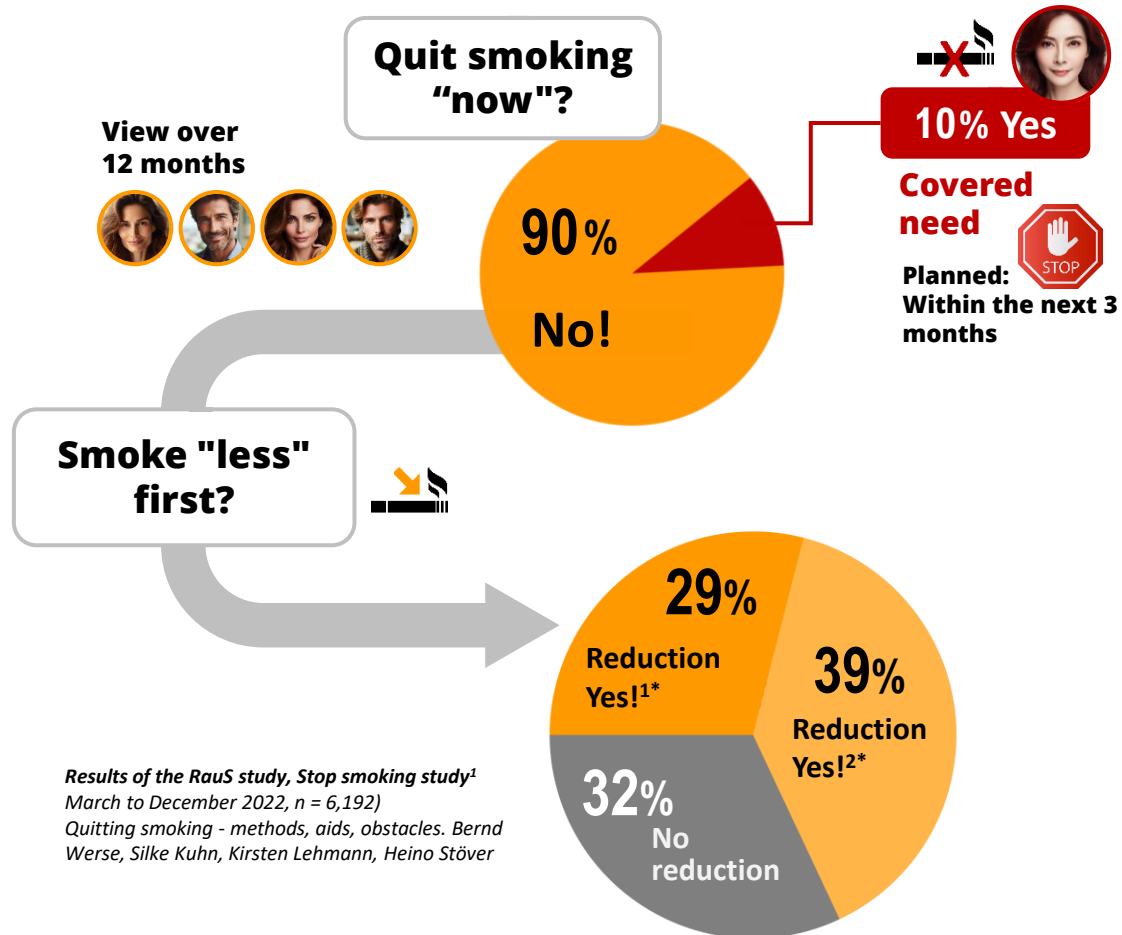 Quit smoking
“now"?
View over
12 months
10% Yes
Covered
need
STOP
Planned:
Within the next 3
months
90%
No!
Smoke "less"
first?
29%
Reduction
Yes!¹*
39%
Reduction
Yes!²*
32%
No
reduction
Results of the RauS study, Stop smoking study¹
March to December 2022, n = 6,192)
Quitting smoking - methods, aids, obstacles. Bernd
Werse, Silke Kuhn, Kirsten Lehmann, Heino Stöver